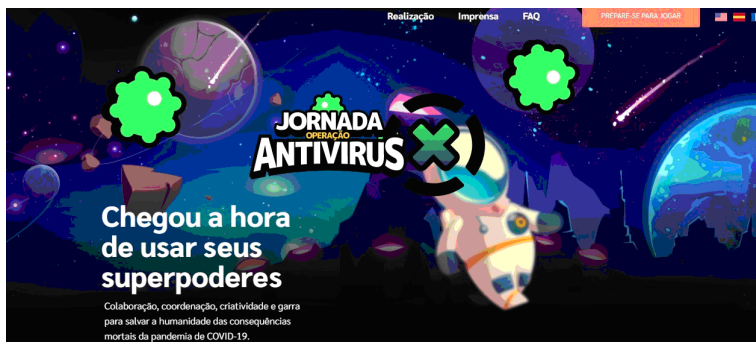 Realização Imprensa FAQ PREPARE-SE PARA JOGAR
JORNADA
OPERAÇÃO
ANTIVIRÚS X
Chegou a hora
de usar seus
superpoderes
Colaboração, coordenação, criatividade e garra
para salvar a humanidade das consequências
mortais da pandemia de COVID-19.